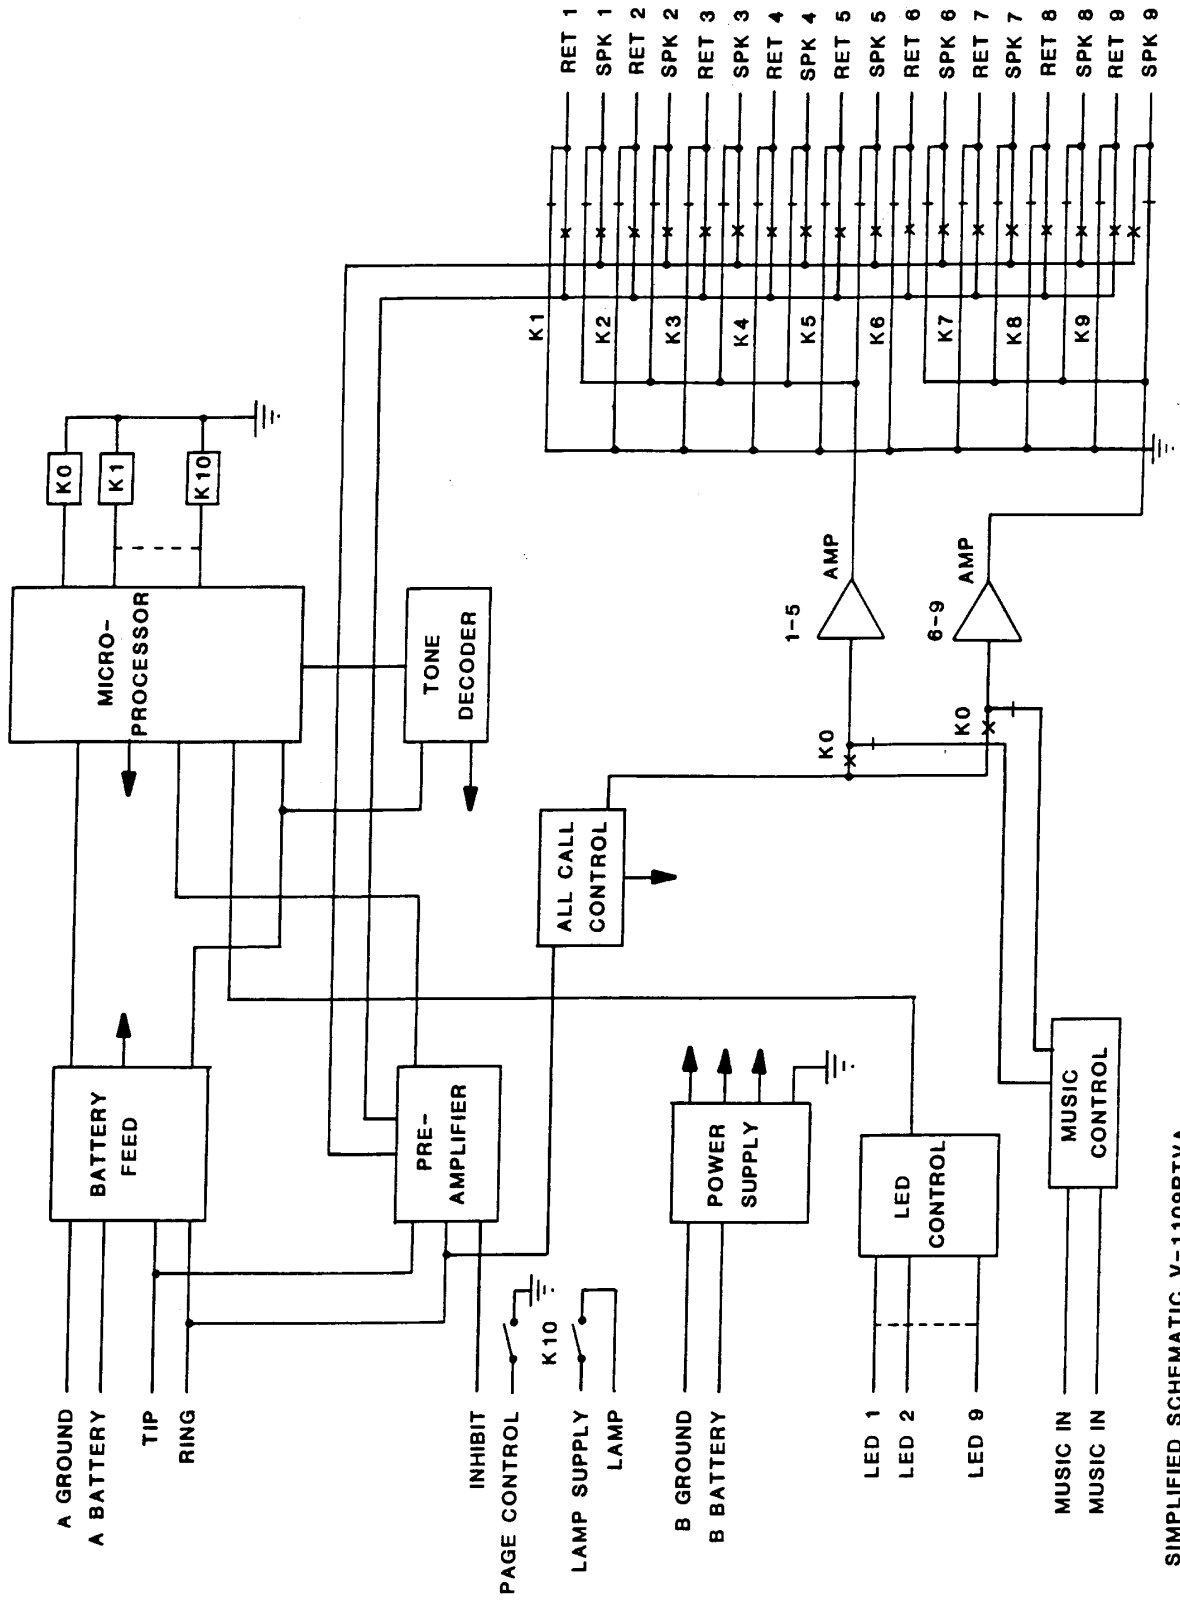 A GROUND
A BATTERY
TIP
RING
INHIBIT
PAGE CONTROL
K10
LAMP SUPPLY
LAMP
B GROUND
B BATTERY
LED 1
LED 2
LED 9
MUSIC IN
MUSIC IN
BATTERY
FEED
PRE-
AMPLIFIER
POWER
SUPPLY
LED
CONTROL
MUSIC
CONTROL
ALL CALL
CONTROL
MICRO-
PROCESSOR
TONE
DECODER
K0
K1
K10
K0
K0
1-5
AMP
6-9
AMP
K1
K2
K3
K4
K5
K6
K7
K8
K9
RET 1
SPK 1
RET 2
SPK 2
RET 3
SPK 3
RET 4
SPK 4
RET 5
SPK 5
RET 6
SPK 6
RET 7
SPK 7
RET 8
SPK 8
RET 9
SPK 9
SIMPLIFIED SCHEMATIC V-1109RTVA